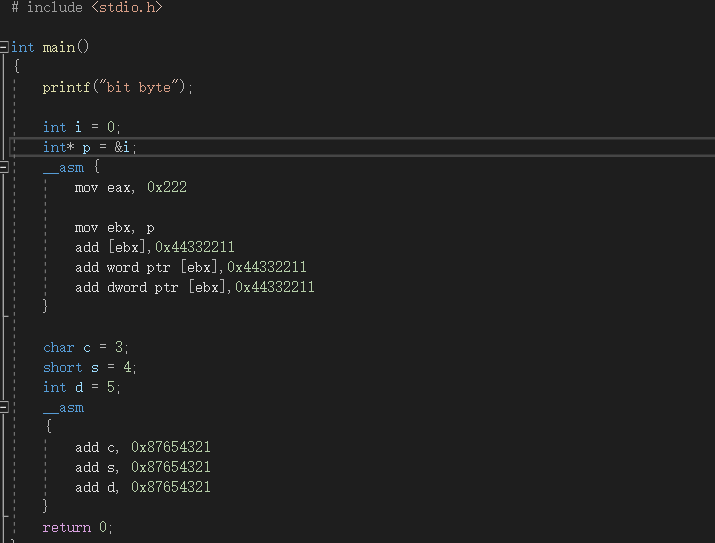 # include <stdio.h>
int main()
{
printf("bit byte");
int i = 0;
int* p = &i;
__asm {
mov eax, 0x222
mov ebx, p
add [ebx],0x44332211
add word ptr [ebx],0x44332211
add dword ptr [ebx],0x44332211
}
char c = 3;
short s = 4;
int d = 5;
__asm
{
add c, 0x87654321
add s, 0x87654321
add d, 0x87654321
}
return 0;